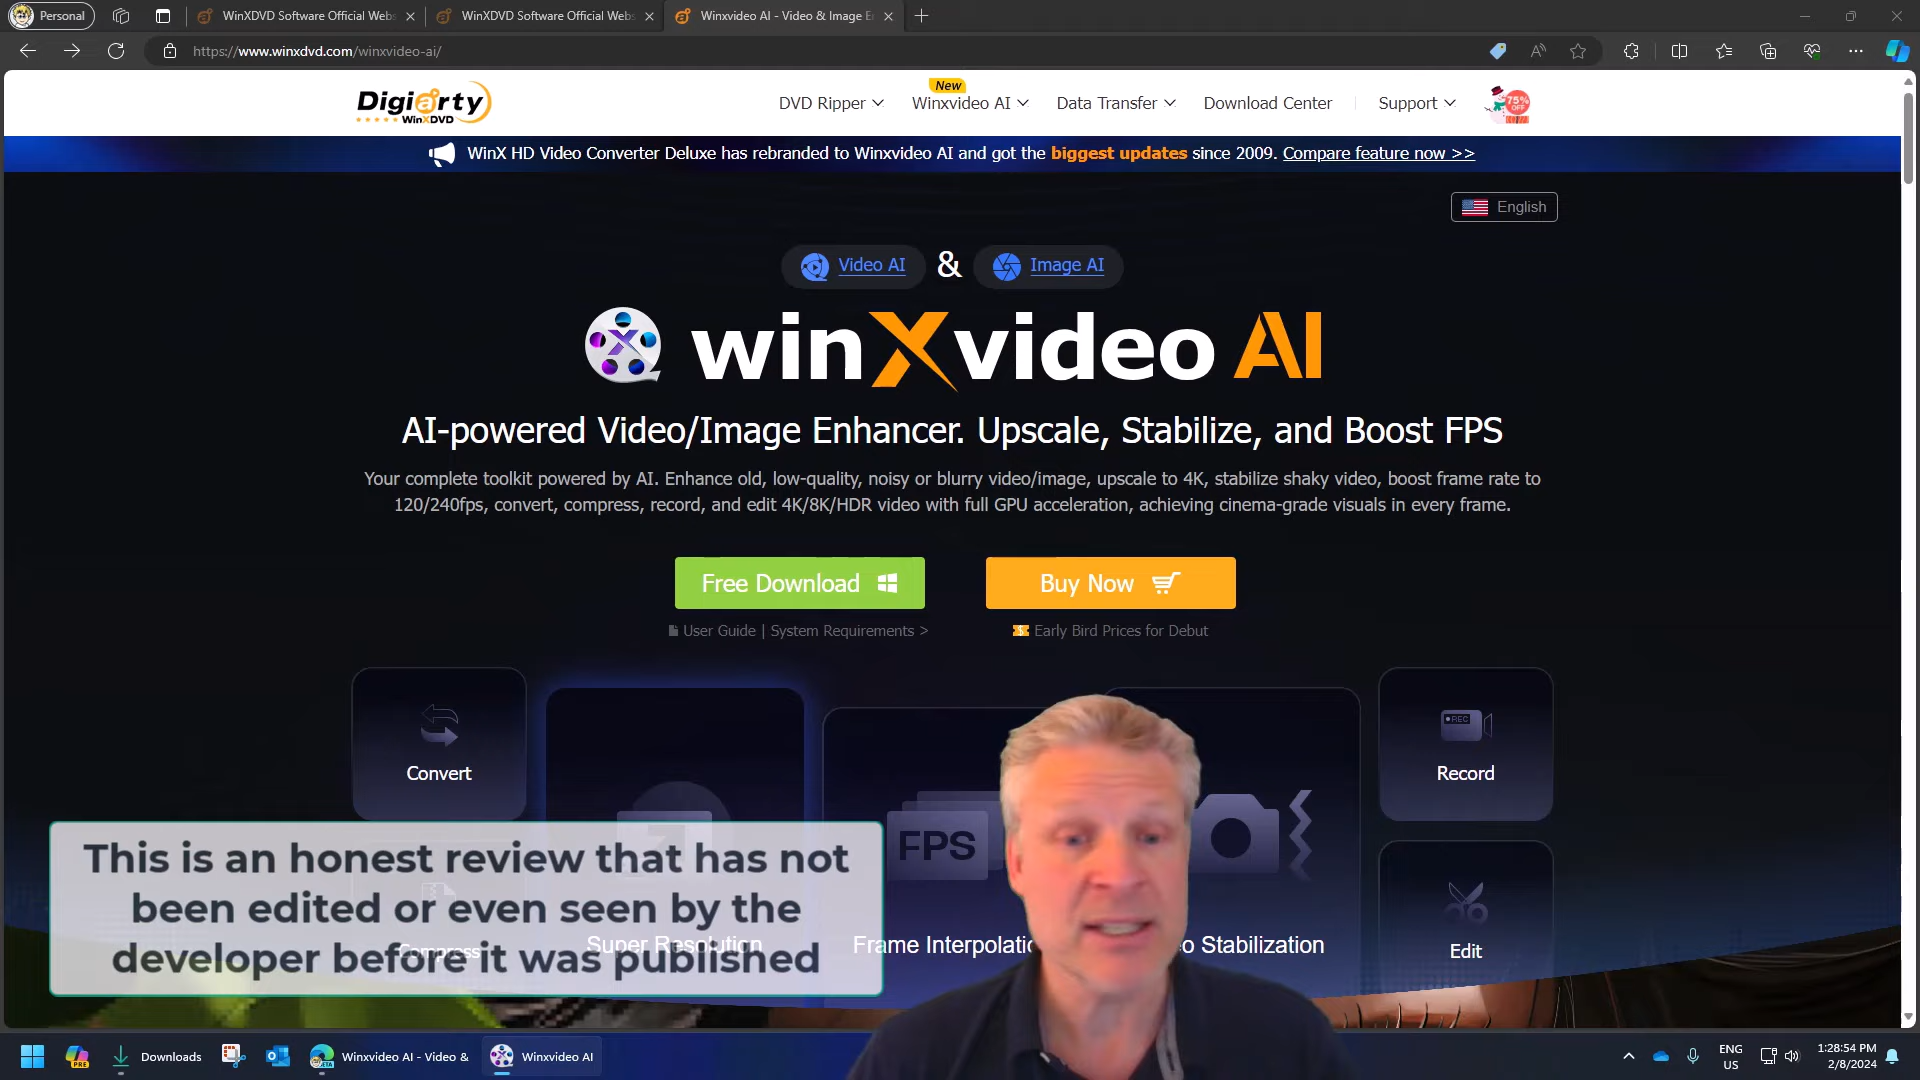 Personal
WinXDVD Software Official Webs
WinXDVD Software Official Webs
Winxvideo AI - Video & Image E
https://www.winxdvd.com/winxvideo-ai/
Digiarty
WinXDVD
DVD Ripper
New
Winxvideo AI
Data Transfer
Download Center
Support
75%
OFF
WinX HD Video Converter Deluxe has rebranded to Winxvideo AI and got the biggest updates since 2009. Compare feature now >>
English
Video AI & Image AI
winXvideo AI
AI-powered Video/Image Enhancer. Upscale, Stabilize, and Boost FPS
Your complete toolkit powered by AI. Enhance old, low-quality, noisy or blurry video/image, upscale to 4K, stabilize shaky video, boost frame rate to
120/240fps, convert, compress, record, and edit 4K/8K/HDR video with full GPU acceleration, achieving cinema-grade visuals in every frame.
Free Download
Buy Now
User Guide | System Requirements >
Early Bird Prices for Debut
Convert
REC
Record
FPS
Compress
Super Resolution
Frame Interpolatio
o Stabilization
Edit
This is an honest review that has not
been edited or even seen by the
developer before it was published
PRE
Downloads
BETA
Winxvideo AI - Video &
Winxvideo AI
ENG
US
1:28:54 PM
2/8/2024